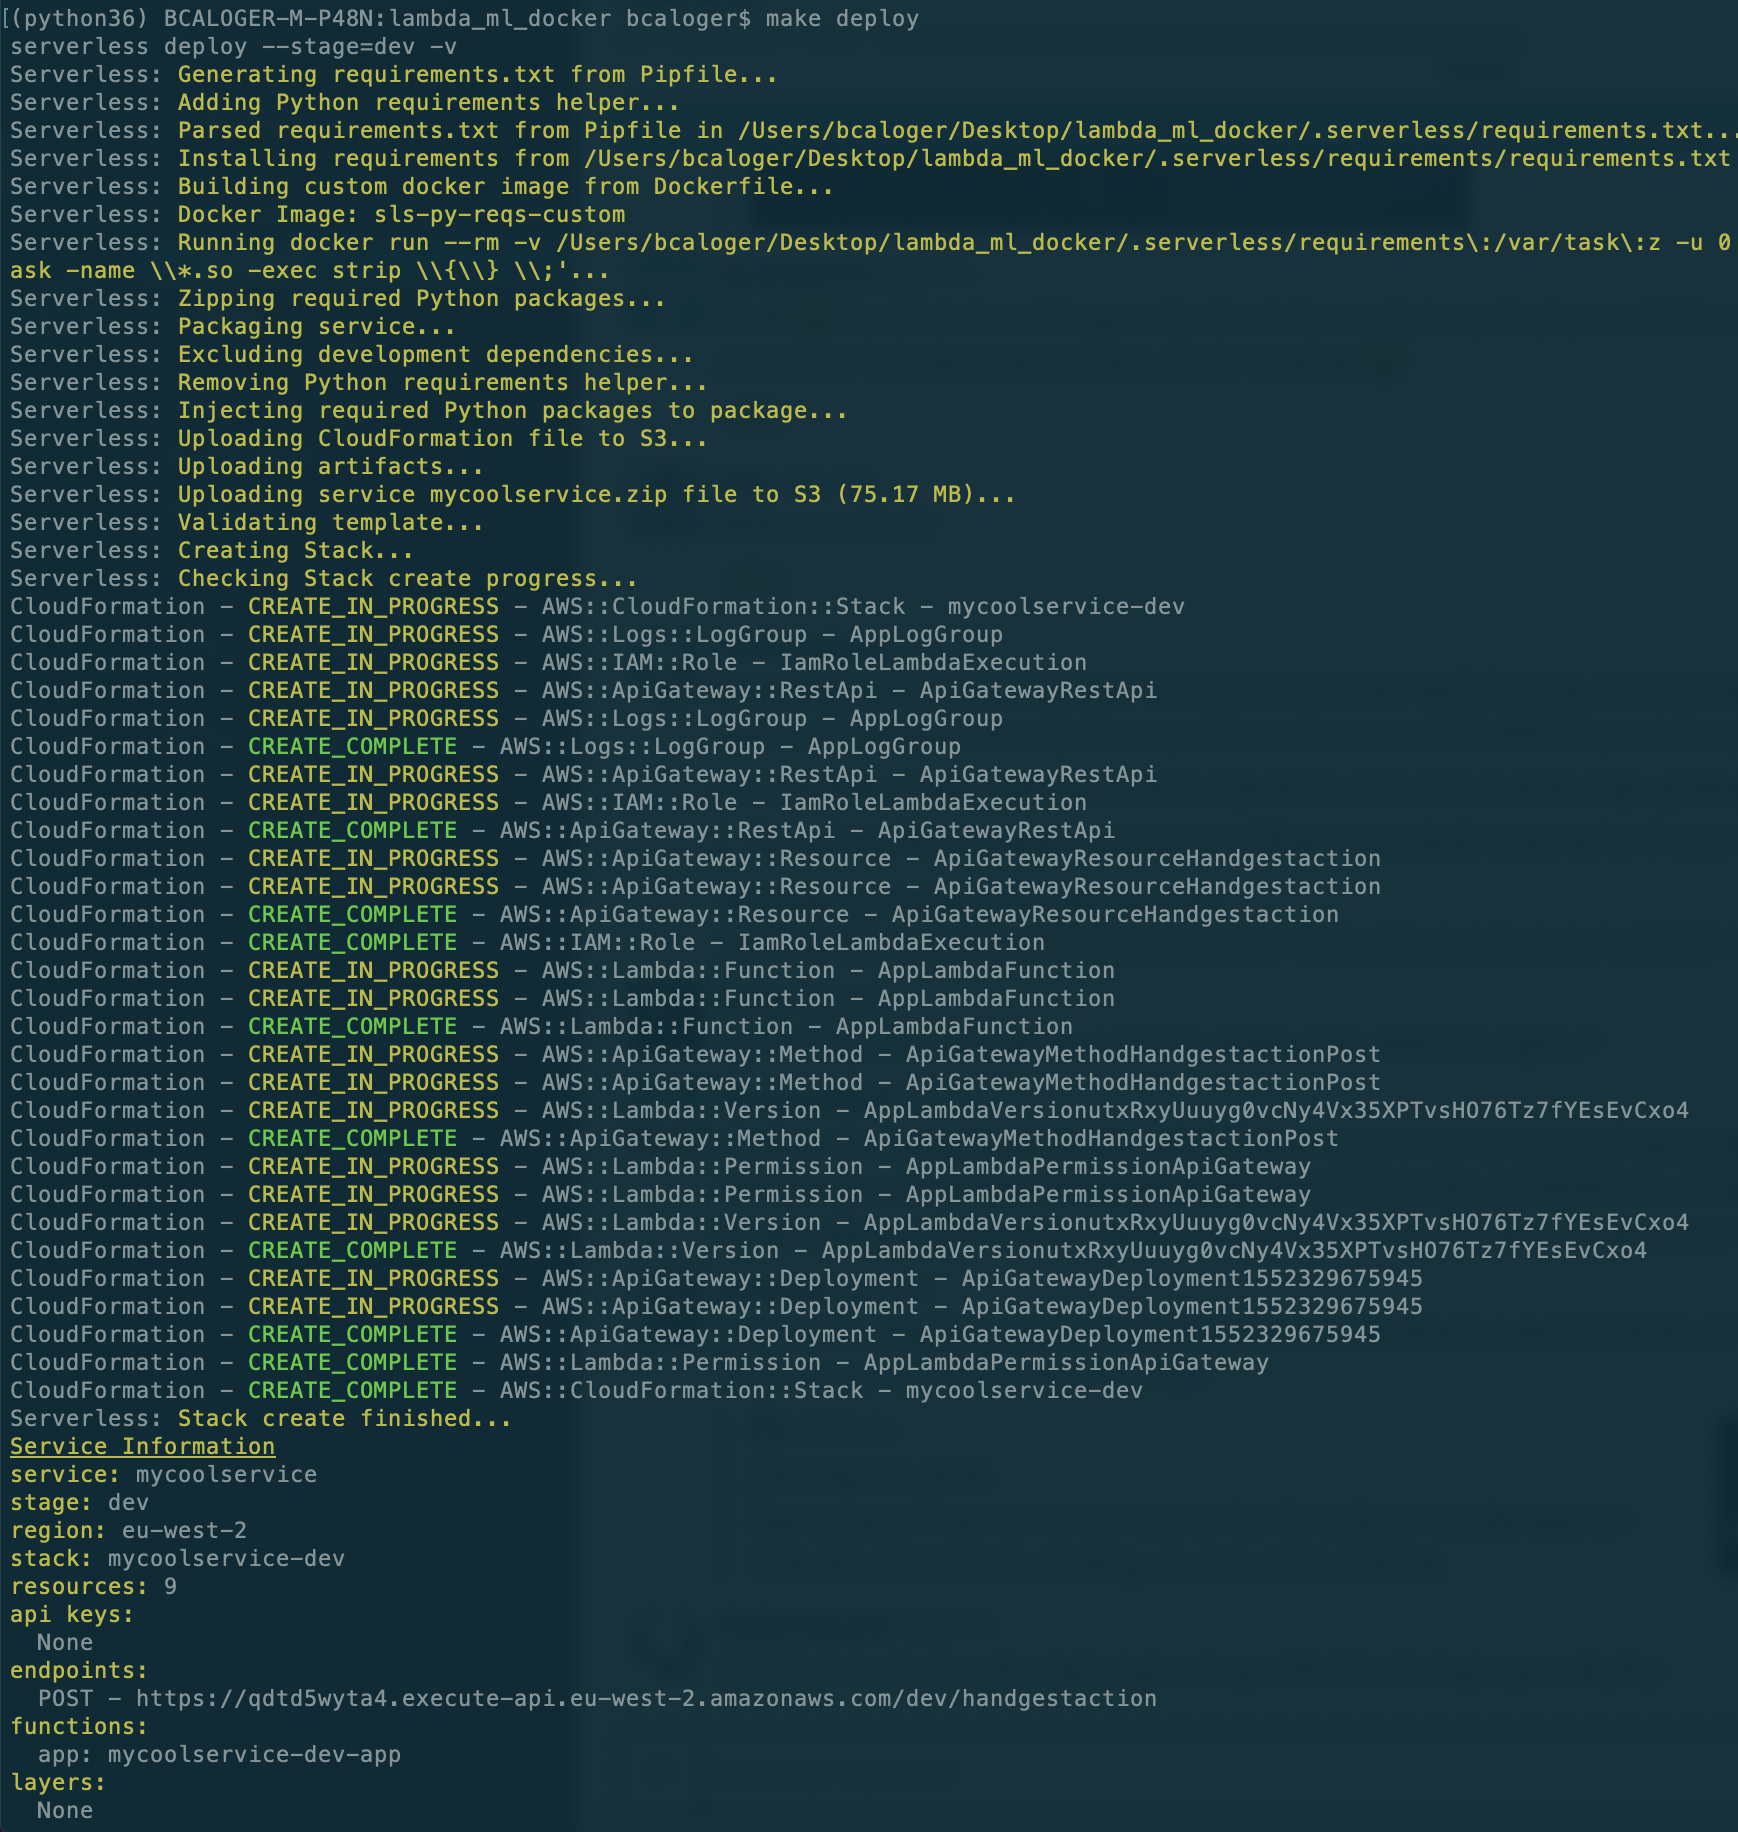 [(python36) BCALOGER-M-P48N:lambda_ml_docker bcaloger$ make deploy
serverless deploy --stage=dev -v
Serverless: Generating requirements.txt from Pipfile...
Serverless: Adding Python requirements helper...
Serverless: Parsed requirements.txt from Pipfile in /Users/bcaloger/Desktop/lambda_ml_docker/.serverless/requirements.txt...
Serverless: Installing requirements from /Users/bcaloger/Desktop/lambda_ml_docker/.serverless/requirements/requirements.txt
Serverless: Building custom docker image from Dockerfile...
Serverless: Docker Image: sls-py-reqs-custom
Serverless: Running docker run --rm -v /Users/bcaloger/Desktop/lambda_ml_docker/.serverless/requirements\:/var/task\:z -u 0
ask -name \\*.so -exec strip \\{\\} \\;'...
Serverless: Zipping required Python packages...
Serverless: Packaging service...
Serverless: Excluding development dependencies...
Serverless: Removing Python requirements helper...
Serverless: Injecting required Python packages to package...
Serverless: Uploading CloudFormation file to S3...
Serverless: Uploading artifacts...
Serverless: Uploading service mycoolservice.zip file to S3 (75.17 MB)...
Serverless: Validating template...
Serverless: Creating Stack...
Serverless: Checking Stack create progress...
CloudFormation - CREATE_IN_PROGRESS - AWS::CloudFormation::Stack - mycoolservice-dev
CloudFormation - CREATE_IN_PROGRESS - AWS::Logs::LogGroup - AppLogGroup
CloudFormation - CREATE_IN_PROGRESS - AWS::IAM::Role - IamRoleLambdaExecution
CloudFormation - CREATE_IN_PROGRESS - AWS::ApiGateway::RestApi - ApiGatewayRestApi
CloudFormation - CREATE_IN_PROGRESS - AWS::Logs::LogGroup - AppLogGroup
CloudFormation - CREATE_COMPLETE - AWS::Logs::LogGroup - AppLogGroup
CloudFormation - CREATE_IN_PROGRESS - AWS::ApiGateway::RestApi - ApiGatewayRestApi
CloudFormation - CREATE_IN_PROGRESS - AWS::IAM::Role - IamRoleLambdaExecution
CloudFormation - CREATE_COMPLETE - AWS::ApiGateway::RestApi - ApiGatewayRestApi
CloudFormation - CREATE_IN_PROGRESS - AWS::ApiGateway::Resource - ApiGatewayResourceHandgestaction
CloudFormation - CREATE_IN_PROGRESS - AWS::ApiGateway::Resource - ApiGatewayResourceHandgestaction
CloudFormation - CREATE_COMPLETE - AWS::ApiGateway::Resource - ApiGatewayResourceHandgestaction
CloudFormation - CREATE_COMPLETE - AWS::IAM::Role - IamRoleLambdaExecution
CloudFormation - CREATE_IN_PROGRESS - AWS::Lambda::Function - AppLambdaFunction
CloudFormation - CREATE_IN_PROGRESS - AWS::Lambda::Function - AppLambdaFunction
CloudFormation - CREATE_COMPLETE - AWS::Lambda::Function - AppLambdaFunction
CloudFormation - CREATE_IN_PROGRESS - AWS::ApiGateway::Method - ApiGatewayMethodHandgestactionPost
CloudFormation - CREATE_IN_PROGRESS - AWS::ApiGateway::Method - ApiGatewayMethodHandgestactionPost
CloudFormation - CREATE_IN_PROGRESS - AWS::Lambda::Version - AppLambdaVersionutxRxyUuuyg0vcNy4Vx35XPTvsHO76Tz7fYEsEvCxo4
CloudFormation - CREATE_COMPLETE - AWS::ApiGateway::Method - ApiGatewayMethodHandgestactionPost
CloudFormation - CREATE_IN_PROGRESS - AWS::Lambda::Permission - AppLambdaPermissionApiGateway
CloudFormation - CREATE_IN_PROGRESS - AWS::Lambda::Permission - AppLambdaPermissionApiGateway
CloudFormation - CREATE_IN_PROGRESS - AWS::Lambda::Version - AppLambdaVersionutxRxyUuuyg0vcNy4Vx35XPTvsHO76Tz7fYEsEvCxo4
CloudFormation - CREATE_COMPLETE - AWS::Lambda::Version - AppLambdaVersionutxRxyUuuyg0vcNy4Vx35XPTvsHO76Tz7fYEsEvCxo4
CloudFormation - CREATE_IN_PROGRESS - AWS::ApiGateway::Deployment - ApiGatewayDeployment1552329675945
CloudFormation - CREATE_IN_PROGRESS - AWS::ApiGateway::Deployment - ApiGatewayDeployment1552329675945
CloudFormation - CREATE_COMPLETE - AWS::ApiGateway::Deployment - ApiGatewayDeployment1552329675945
CloudFormation - CREATE_COMPLETE - AWS::Lambda::Permission - AppLambdaPermissionApiGateway
CloudFormation - CREATE_COMPLETE - AWS::CloudFormation::Stack - mycoolservice-dev
Serverless: Stack create finished...
Service Information
service: mycoolservice
stage: dev
region: eu-west-2
stack: mycoolservice-dev
resources: 9
api keys:
  None
endpoints:
  POST - https://qdtd5wyta4.execute-api.eu-west-2.amazonaws.com/dev/handgestaction
functions:
  app: mycoolservice-dev-app
layers:
  None